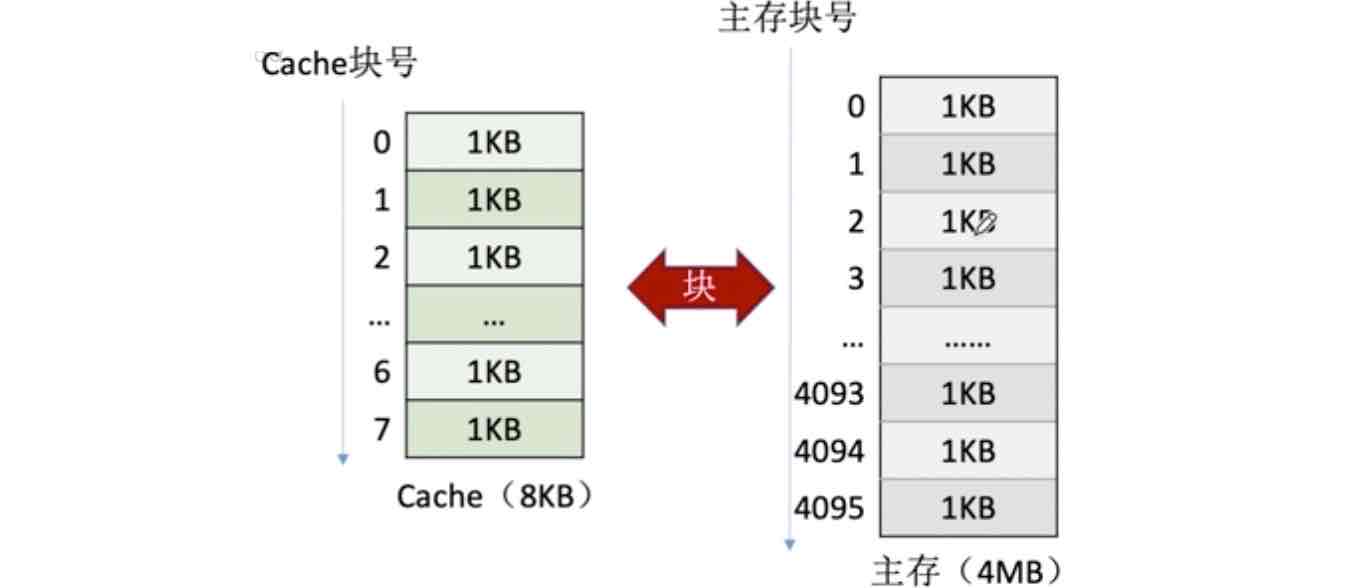 Cache块号
0 1KB
1 1KB
2 1KB
... ...
6 1KB
7 1KB
Cache（8KB）
块
主存块号
0 1KB
1 1KB
2 1KB
3 1KB
... ......
4093 1KB
4094 1KB
4095 1KB
主存（4MB）